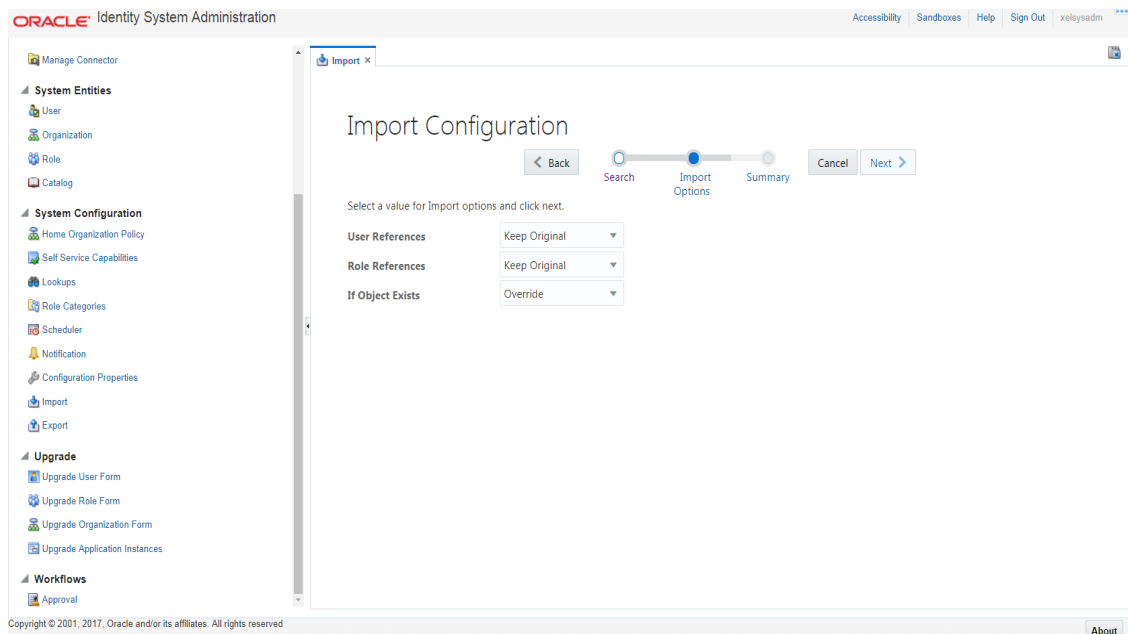 ORACLE® Identity System Administration
Accessibility Sandboxes Help Sign Out xelsysadm
Manage Connector
System Entities
User
Organization
Role
Catalog
System Configuration
Home Organization Policy
Self Service Capabilities
Lookups
Role Categories
Scheduler
Notification
Configuration Properties
Import
Export
Upgrade
Upgrade User Form
Upgrade Role Form
Upgrade Organization Form
Upgrade Application Instances
Workflows
Approval
Import ×
Import Configuration
Back
Search
Import
Options
Summary
Cancel
Next
Select a value for Import options and click next.
User References Keep Original
Role References Keep Original
If Object Exists Override
Copyright © 2001, 2017, Oracle and/or its affiliates. All rights reserved
About